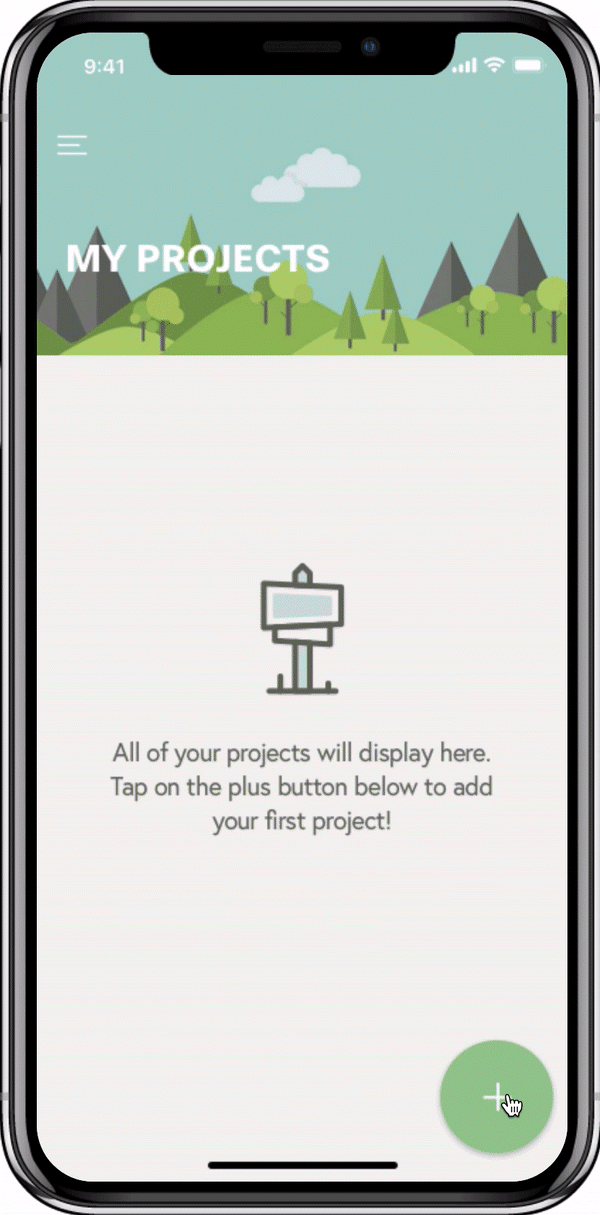 9:41
MY PROJECTS
All of your projects will display here.
Tap on the plus button below to add
your first project!